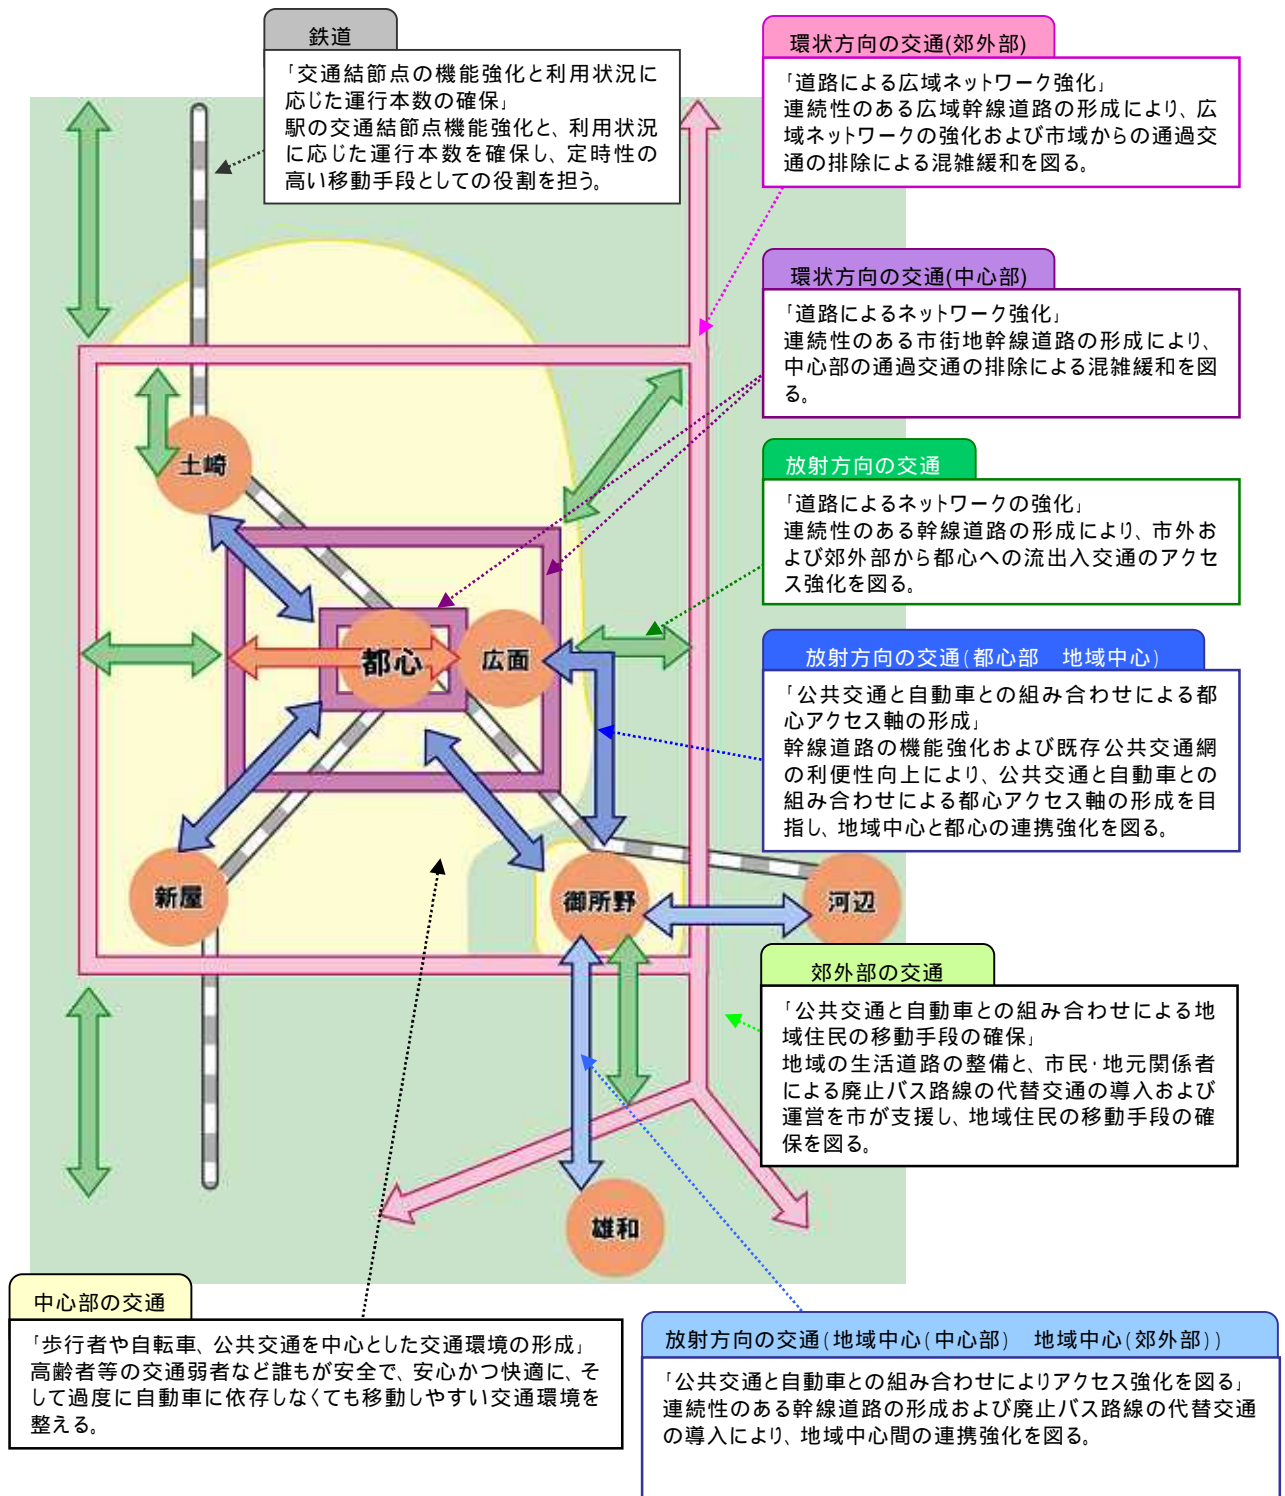 鉄道
「交通結節点の機能強化と利用状況に
応じた運行本数の確保」
駅の交通結節点機能強化と、利用状況
に応じた運行本数を確保し、定時性の
高い移動手段としての役割を担う。
環状方向の交通(郊外部)
「道路による広域ネットワーク強化」
連続性のある広域幹線道路の形成により、広
域ネットワークの強化および市域からの通過交
通の排除による混雑緩和を図る。
環状方向の交通(中心部)
「道路によるネットワーク強化」
連続性のある市街地幹線道路の形成により、
中心部の通過交通の排除による混雑緩和を図
る。
放射方向の交通
「道路によるネットワークの強化」
連続性のある幹線道路の形成により、市外お
よび郊外部から都心への流出入交通のアクセ
ス強化を図る。
放射方向の交通(都心部　地域中心)
「公共交通と自動車との組み合わせによる都
心アクセス軸の形成」
幹線道路の機能強化および既存公共交通網
の利便性向上により、公共交通と自動車との
組み合わせによる都心アクセス軸の形成を目
指し、地域中心と都心の連携強化を図る。
土崎
都心
広面
新屋
御所野
河辺
雄和
郊外部の交通
「公共交通と自動車との組み合わせによる地
域住民の移動手段の確保」
地域の生活道路の整備と、市民・地元関係者
による廃止バス路線の代替交通の導入および
運営を市が支援し、地域住民の移動手段の確
保を図る。
中心部の交通
「歩行者や自転車、公共交通を中心とした交通環境の形成」
高齢者等の交通弱者など誰もが安全で、安心かつ快適に、そ
して過度に自動車に依存しなくても移動しやすい交通環境を
整える。
放射方向の交通(地域中心(中心部)　地域中心(郊外部))
「公共交通と自動車との組み合わせによりアクセス強化を図る」
連続性のある幹線道路の形成および廃止バス路線の代替交通
の導入により、地域中心間の連携強化を図る。